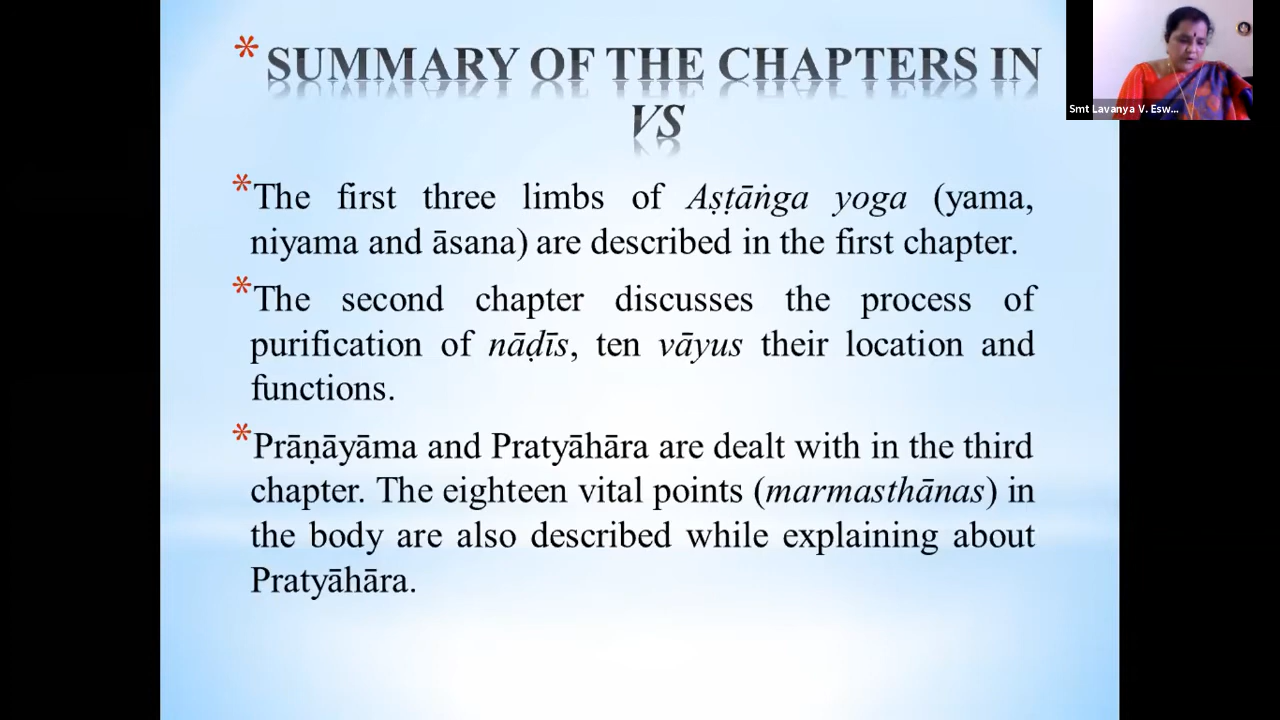 * SUMMARY OF THE CHAPTERS IN
VS
*The first three limbs of Aṣṭāṅga yoga (yama,
niyama and āsana) are described in the first chapter.
*The second chapter discusses the process of
purification of nāḍīs, ten vāyus their location and
functions.
*Prāṇāyāma and Pratyāhāra are dealt with in the third
chapter. The eighteen vital points (marmasthānas) in
the body are also described while explaining about
Pratyāhāra.
Smt Lavanya V. Esw...